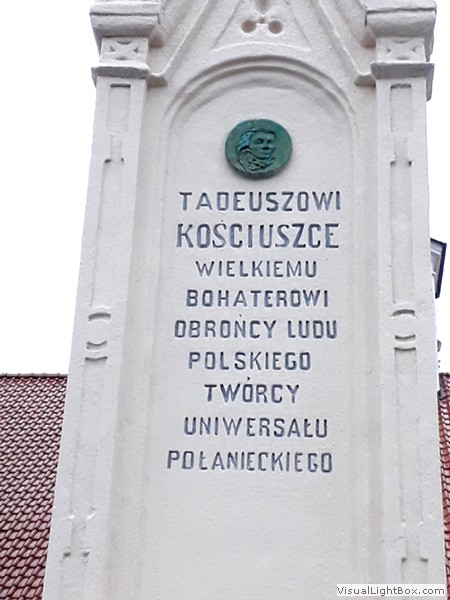 TADEUSZOWI
KOŚCIUSZCE
WIELKIEMU
BOHATEROWI
OBROŃCY LUDU
POLSKIEGO
TWÓRCY
UNIWERSAŁU
POŁANIECKIEGO
VisualLightBox.com